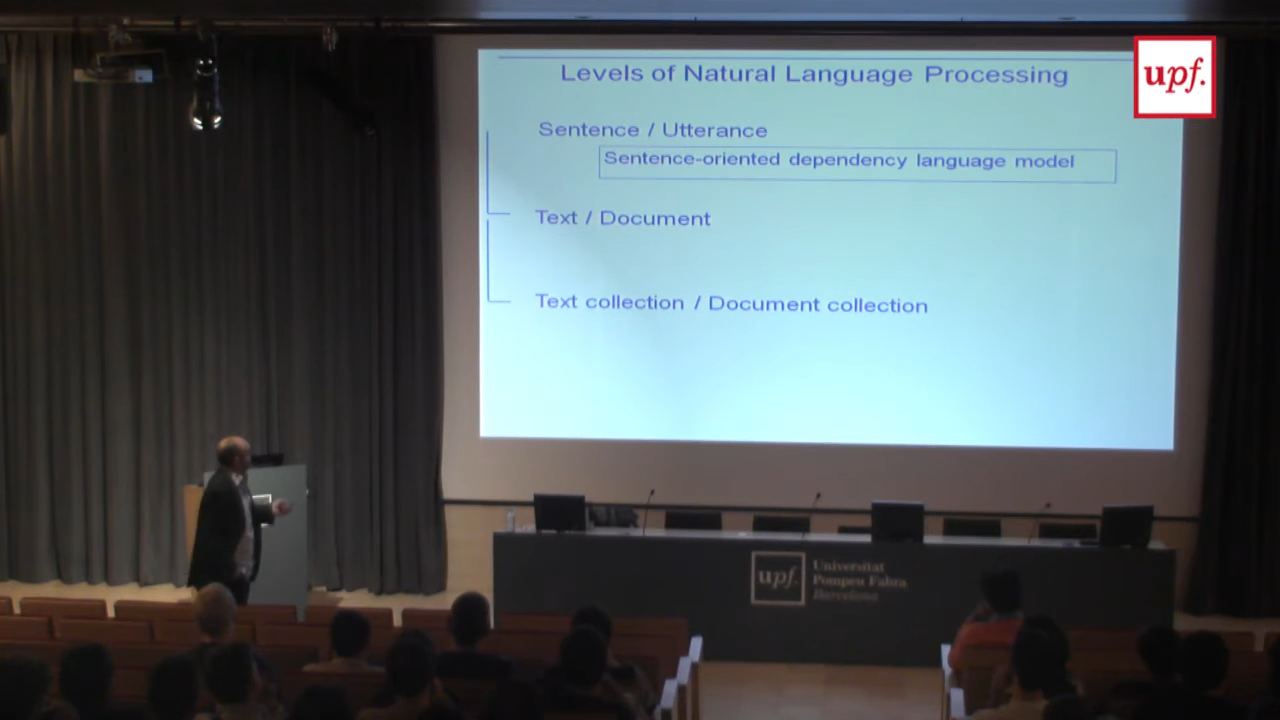 Levels of Natural Language Processing
upf.
Sentence / Utterance
Sentence-oriented dependency language model
Text / Document
Text collection / Document collection
upf.
Universitat
Pompeu Fabra
Barcelona